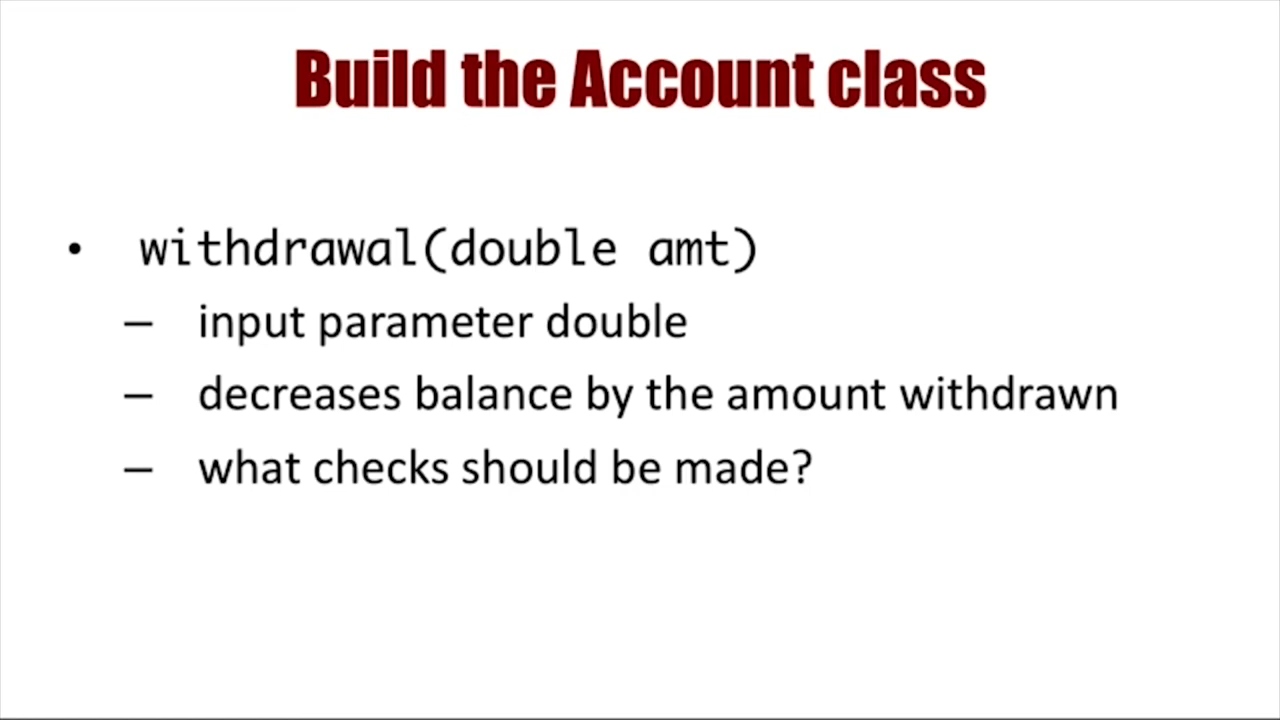 Build the Account class
• withdrawal(double amt)
– input parameter double
– decreases balance by the amount withdrawn
– what checks should be made?